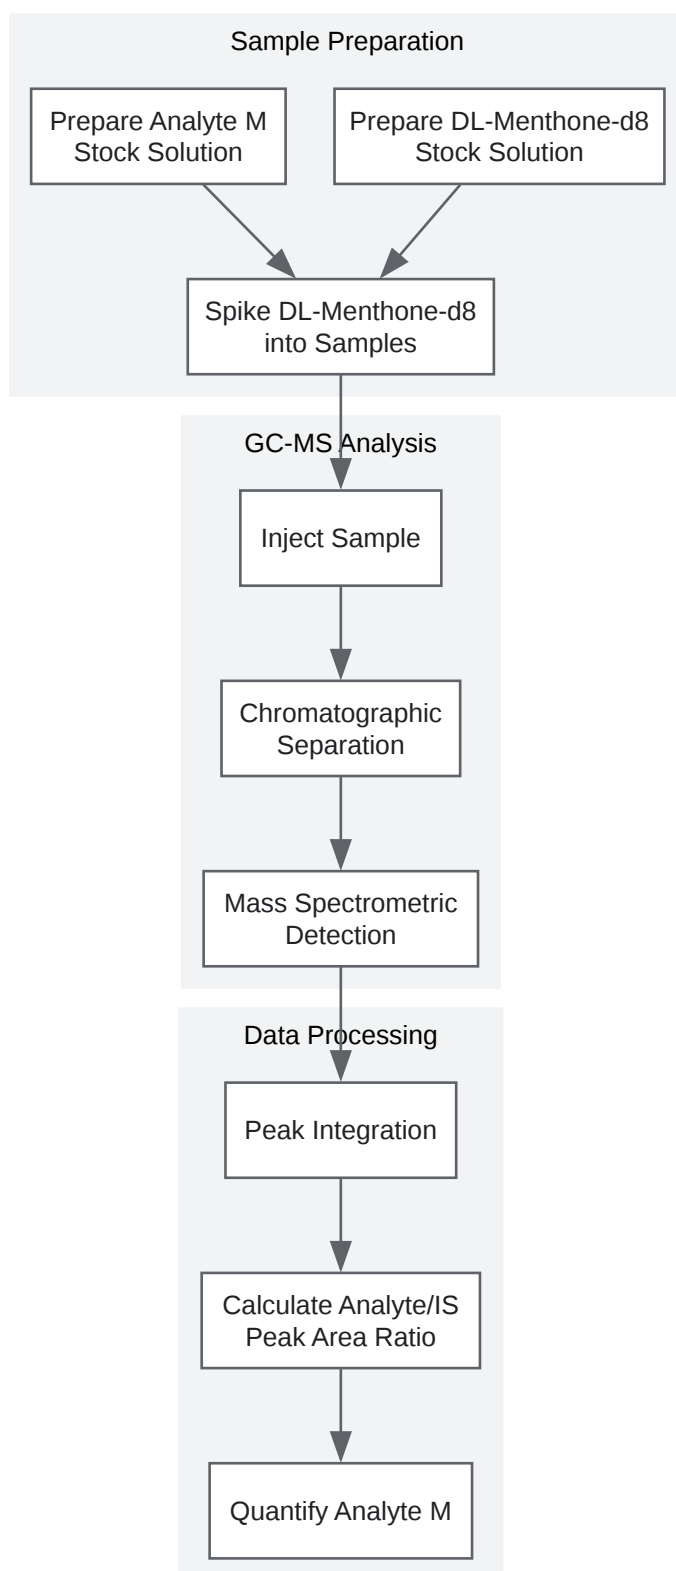 Sample Preparation
Prepare Analyte M
Stock Solution
Prepare DL-Menthone-d8
Stock Solution
Spike DL-Menthone-d8
into Samples
GC-MS Analysis
Inject Sample
Chromatographic
Separation
Mass Spectrometric
Detection
Data Processing
Peak Integration
Calculate Analyte/IS
Peak Area Ratio
Quantify Analyte M